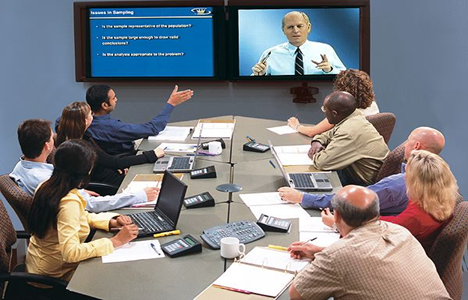 Issues in Sampling
Is the sample representative of the population?
Is the sample large enough to draw valid
conclusions?
Is the analysis appropriate to the problem?